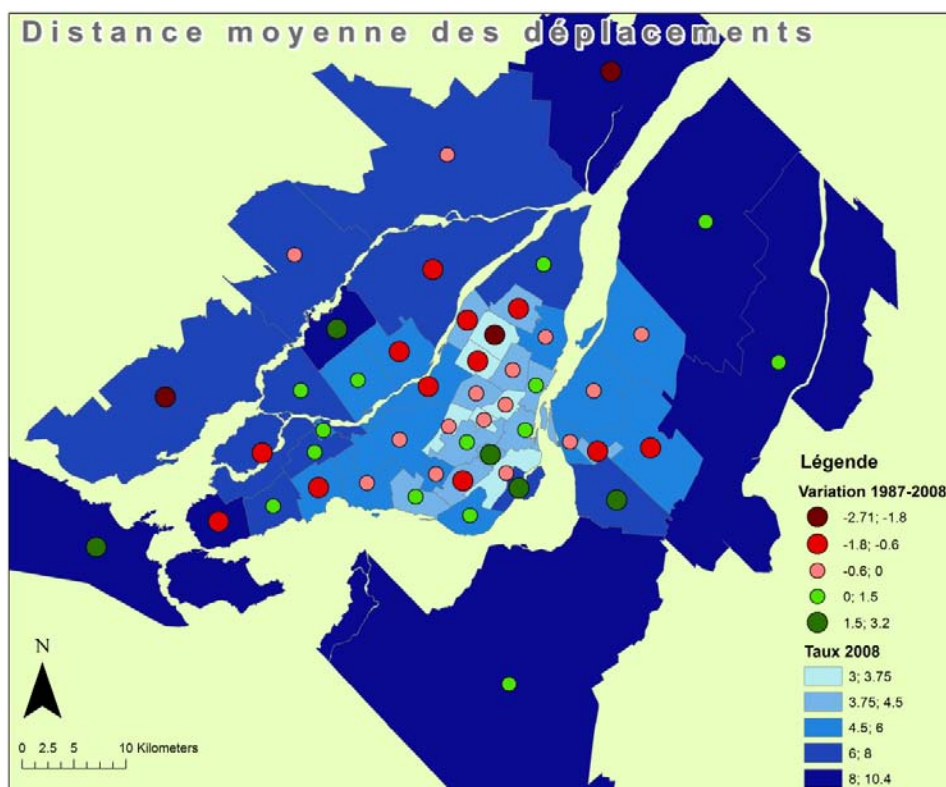 Distance moyenne des déplacements
Légende
Variation 1987-2008
-2.71; -1.8
-1.8; -0.6
-0.6; 0
0; 1.5
1.5; 3.2
Taux 2008
3; 3.75
3.75; 4.5
4.5; 6
6; 8
8; 10.4
N
0 2.5 5 10 Kilometers